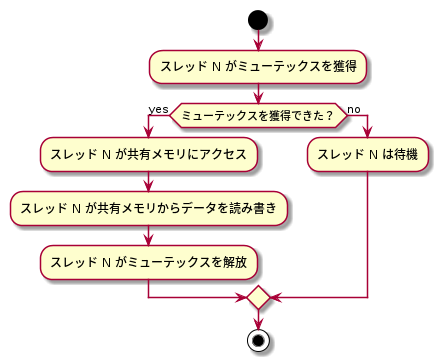 スレッド N がミューテックスを獲得
ミューテックスを獲得できた？
yes
no
スレッド N が共有メモリにアクセス
スレッド N は待機
スレッド N が共有メモリからデータを読み書き
スレッド N がミューテックスを解放